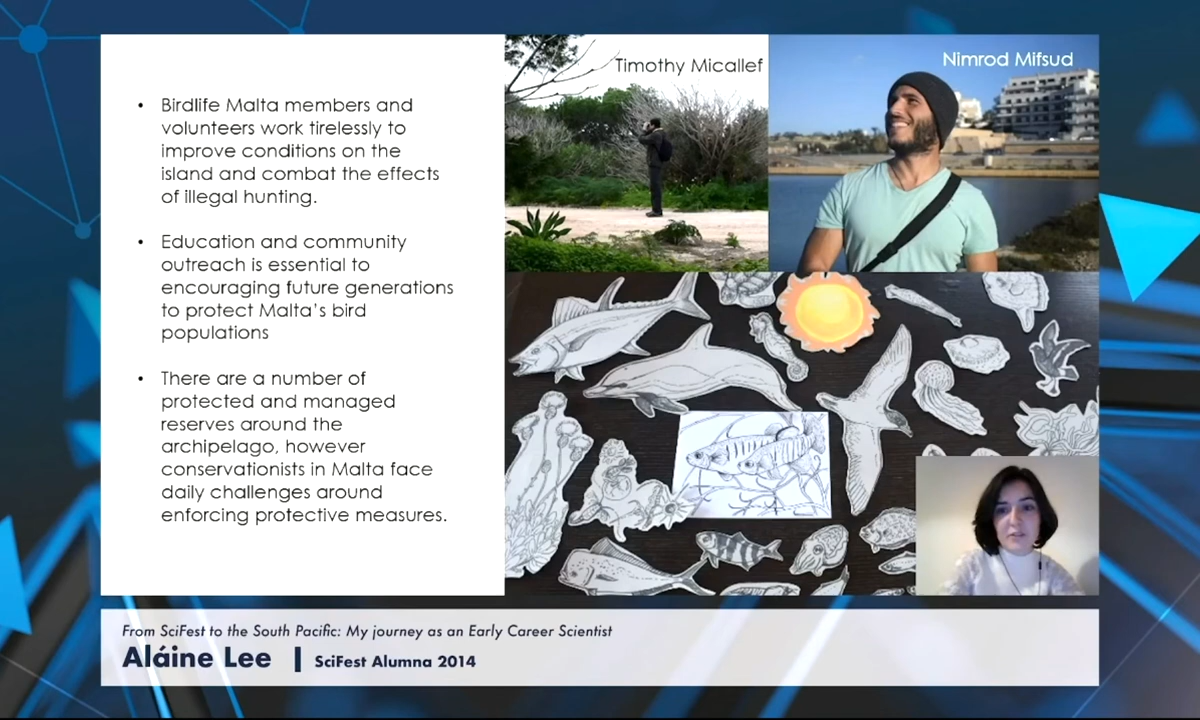 • Birdlife Malta members and
volunteers work tirelessly to
improve conditions on the
island and combat the effects
of illegal hunting.
• Education and community
outreach is essential to
encouraging future generations
to protect Malta's bird
populations
• There are a number of
protected and managed
reserves around the
archipelago, however
conservationists in Malta face
daily challenges around
enforcing protective measures.
Timothy Micallef
Nimrod Mifsud
From SciFest to the South Pacific: My journey as an Early Career Scientist
Aláine Lee | SciFest Alumna 2014